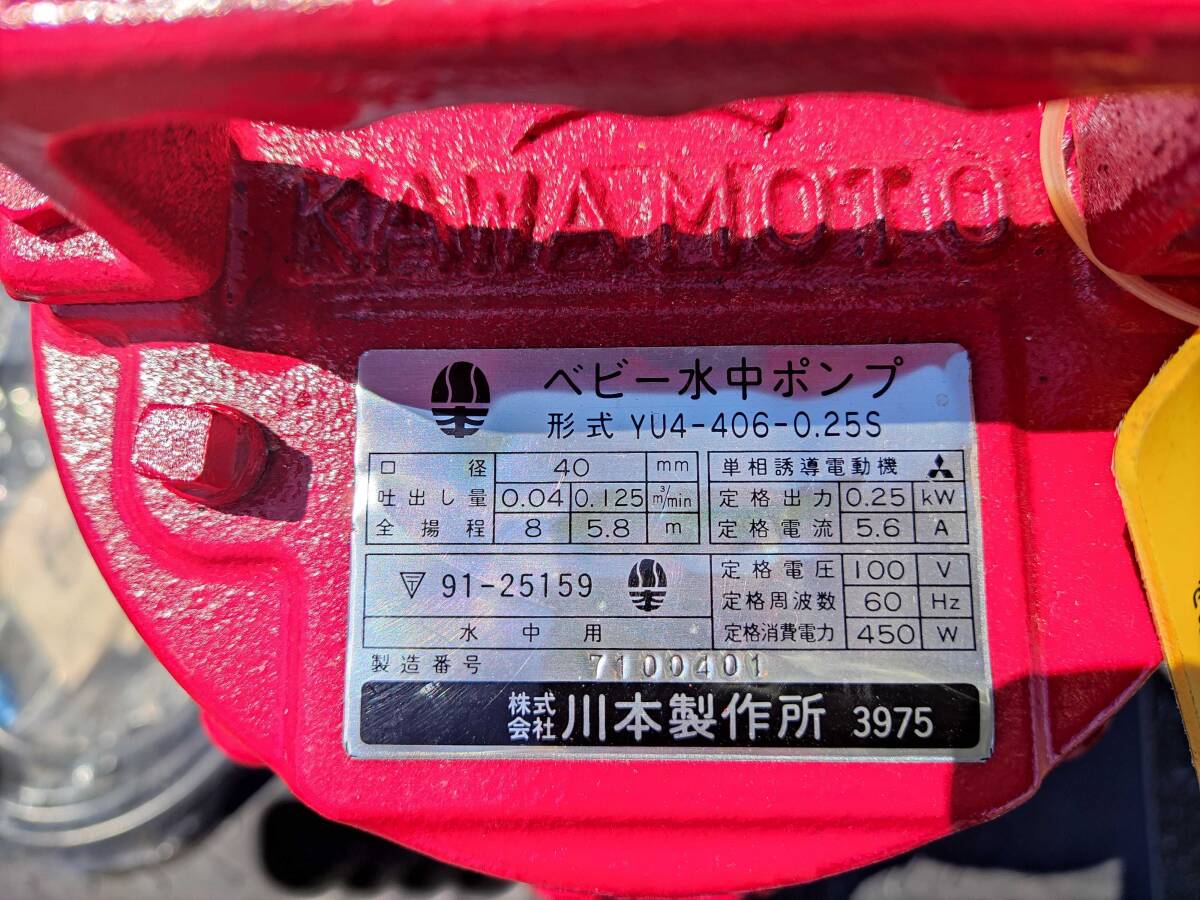 KAWAMOTO
ベビー水中ポンプ
形式 YU4-406-0.25S
口径 40 mm
吐出し量 0.04 0.125 m³/min
全揚程 8 5.8 m
単相誘導電動機
定格出力 0.25 kW
定格電流 5.6 A
定格電圧 100 V
定格周波数 60 Hz
定格消費電力 450 W
〒 91-25159
水中用
製造番号 7100401
株式会社 川本製作所 3975